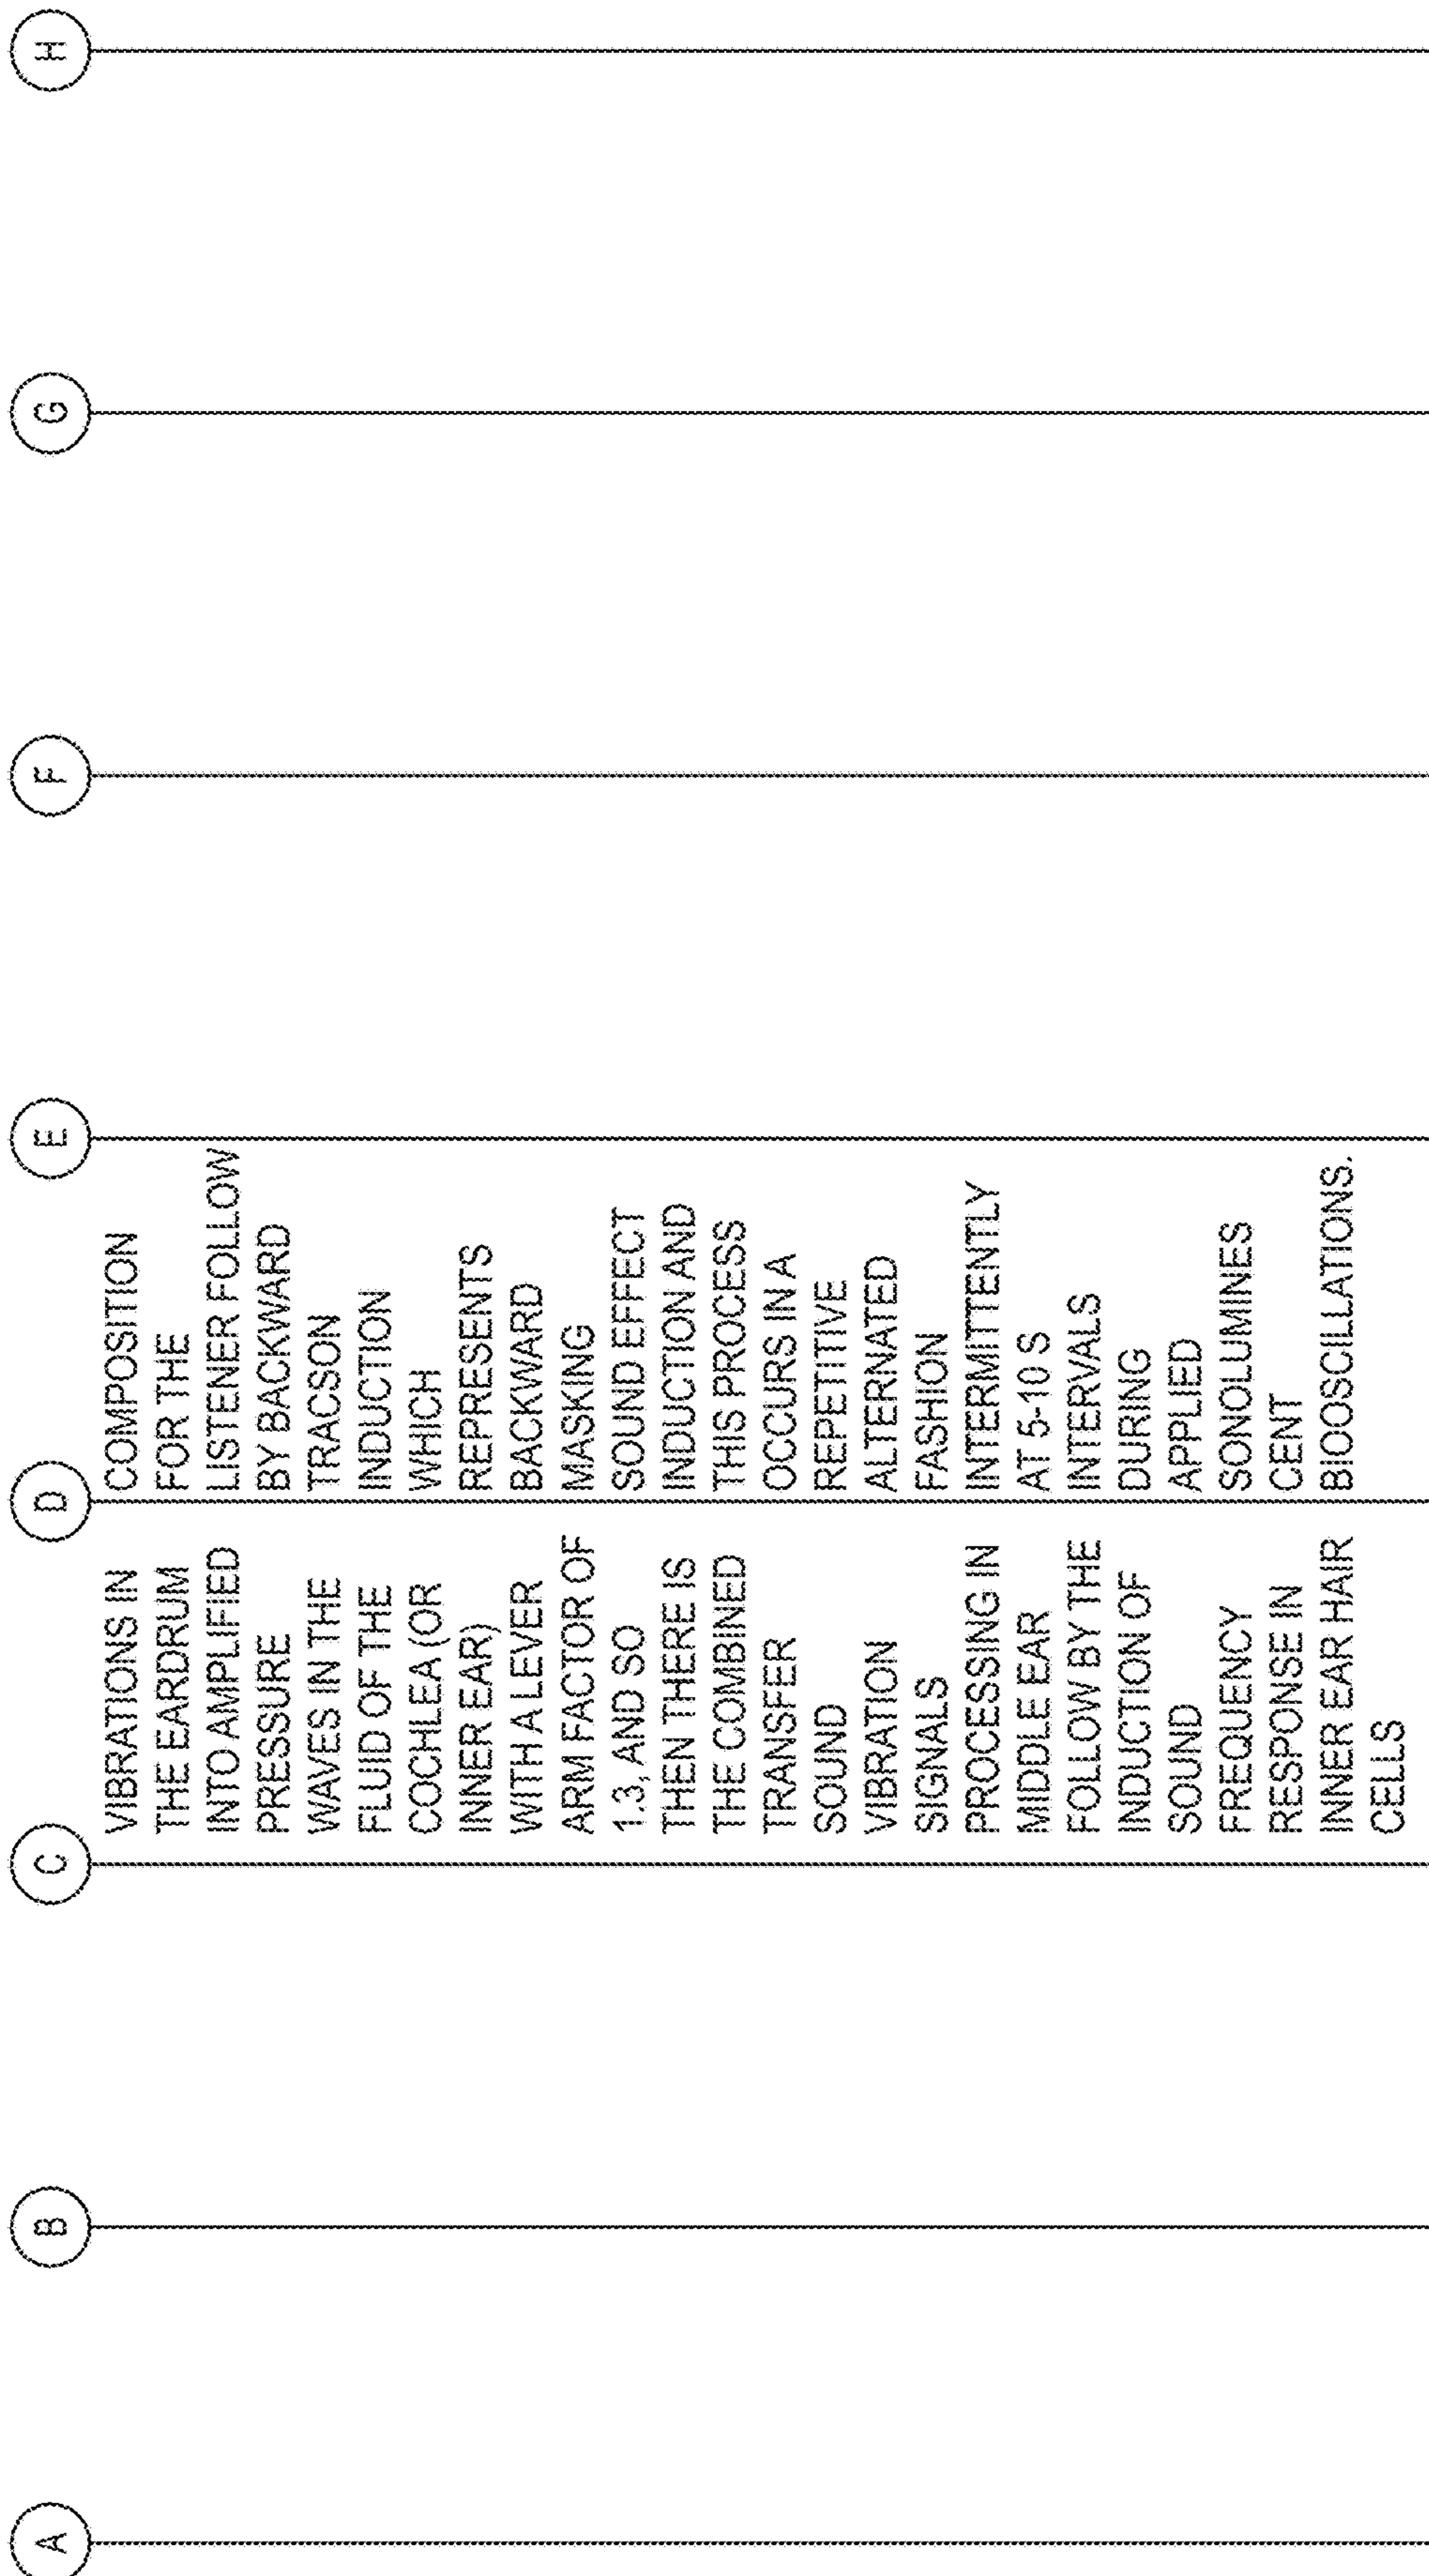 A
B
C
D
E
F
G
H
VIBRATIONS IN
THE EARDRUM
INTO AMPLIFIED
PRESSURE
WAVES IN THE
FLUID OF THE
COCHLEA (OR
INNER EAR)
WITH A LEVER
ARM FACTOR OF
1.3, AND SO
THEN THERE IS
THE COMBINED
TRANSFER
SOUND
VIBRATION
SIGNALS
PROCESSING IN
MIDDLE EAR
FOLLOW BY THE
INDUCTION OF
SOUND
FREQUENCY
RESPONSE IN
INNER EAR HAIR
CELLS
COMPOSITION
FOR THE
LISTENER FOLLOW
BY BACKWARD
TRACSON
INDUCTION
WHICH
REPRESENTS
BACKWARD
MASKING
SOUND EFFECT
INDUCTION AND
THIS PROCESS
OCCURS IN A
REPETITIVE
ALTERNATED
FASHION
INTERMITTENTLY
AT 5-10 S
INTERVALS
DURING
APPLIED
SONOLUMINES
CENT
BIOOSCILLATIONS.